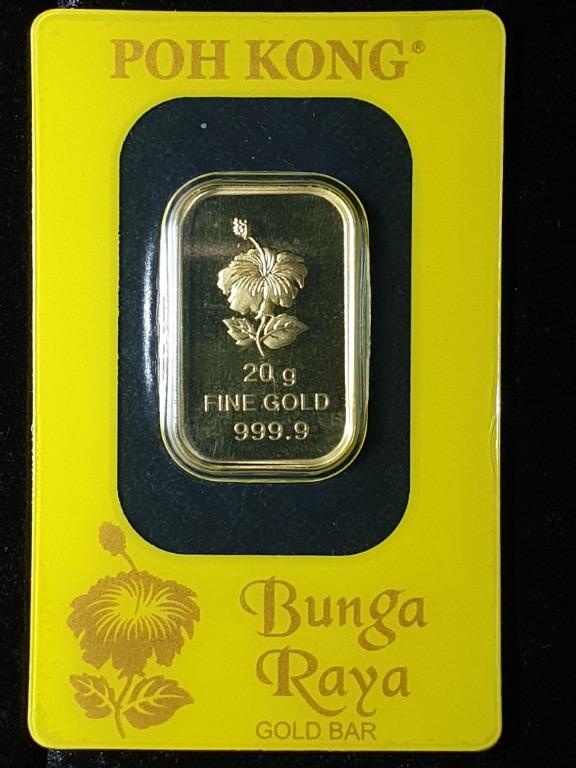 POH KONG®
20 g
FINE GOLD
999.9
Bunga
Raya
GOLD BAR